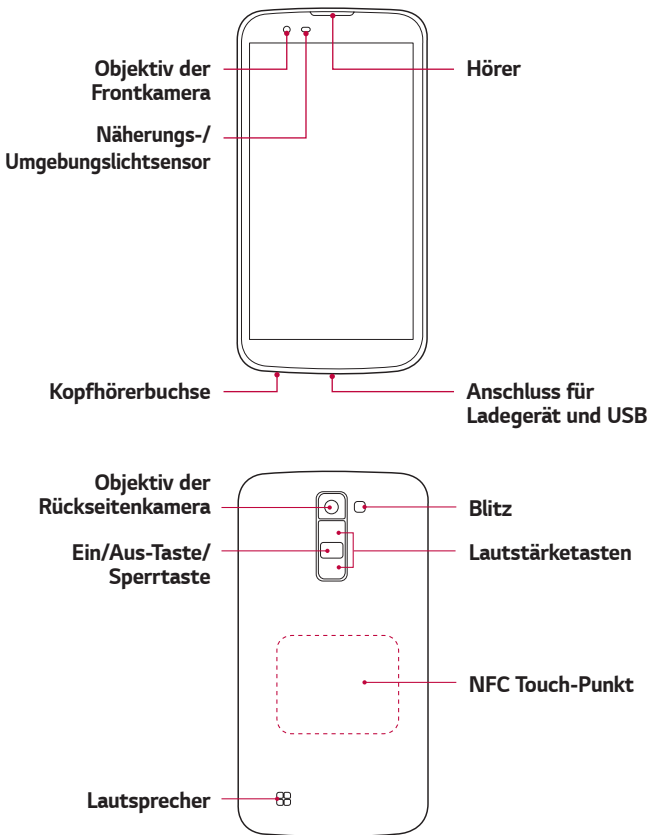 Objektiv der
Frontkamera
Hörer
Näherungs-/
Umgebungslichtsensor
Kopfhörerbuchse
Anschluss für
Ladegerät und USB
Objektiv der
Rückseitenkamera
Blitz
Ein/Aus-Taste/
Sperrtaste
Lautstärketasten
NFC Touch-Punkt
Lautsprecher